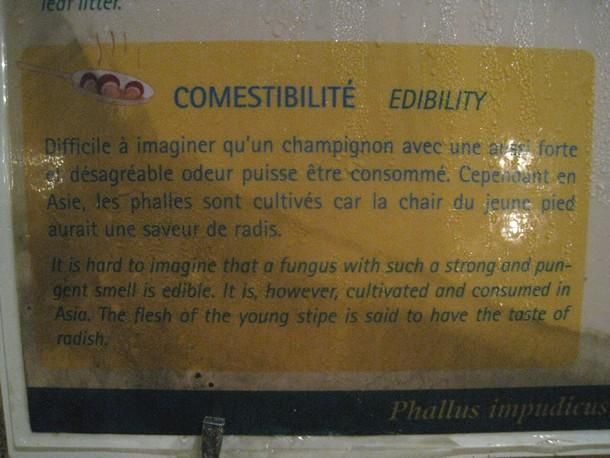 leaf litter.
COMESTIBILITÉ EDIBILITY
Difficile à imaginer qu'un champignon avec une aussi forte
et désagréable odeur puisse être consommé. Cependant en
Asie, les phalles sont cultivés car la chair du jeune pied
aurait une saveur de radis.
It is hard to imagine that a fungus with such a strong and pun-
gent smell is edible. It is, however, cultivated and consumed in
Asia. The flesh of the young stipe is said to have the taste of
radish.
Phallus impudicus